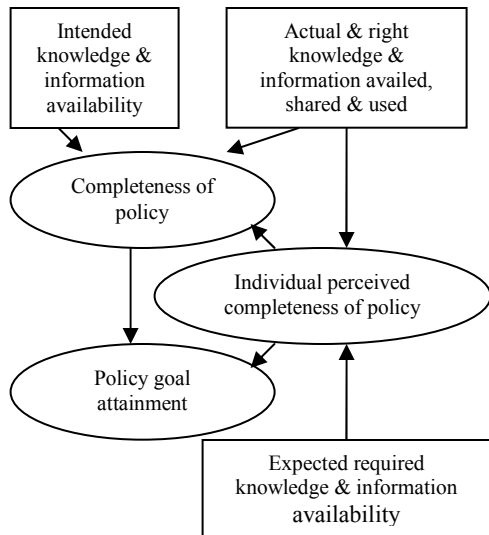 Intended
knowledge &
information
availability
Actual & right
knowledge &
information availed,
shared & used
Completeness of
policy
Individual perceived
completeness of policy
Policy goal
attainment
Expected required
knowledge & information
availability